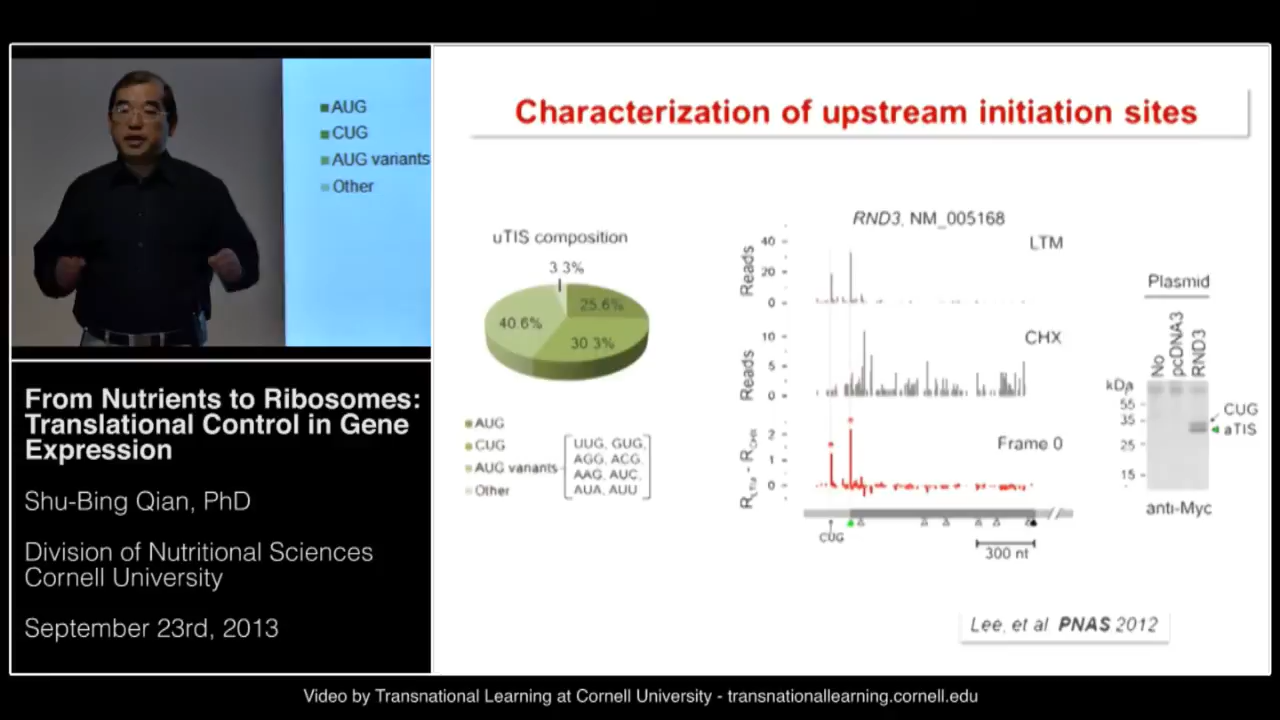 AUG
CUG
AUG variants
Other
From Nutrients to Ribosomes:
Translational Control in Gene
Expression
Shu-Bing Qian, PhD
Division of Nutritional Sciences
Cornell University
September 23rd, 2013
Characterization of upstream initiation sites
uTIS composition
3.3%
25.6%
40.6%
30.3%
AUG
CUG
AUG variants
Other
UUG, GUG,
AGG, ACG,
AAG, AUC,
AUA, AUU
RND3, NM_005168
LTM
Reads
40
20
0
CHX
Reads
10
5
0
Frame 0
R_LTM - R_CHX
2
1
0
CUG
300 nt
Plasmid
No
pcDNA3
RND3
kDa
55
35
25
15
CUG
aTIS
anti-Myc
Lee, et al PNAS 2012
Video by Transnational Learning at Cornell University - transnationallearning.cornell.edu